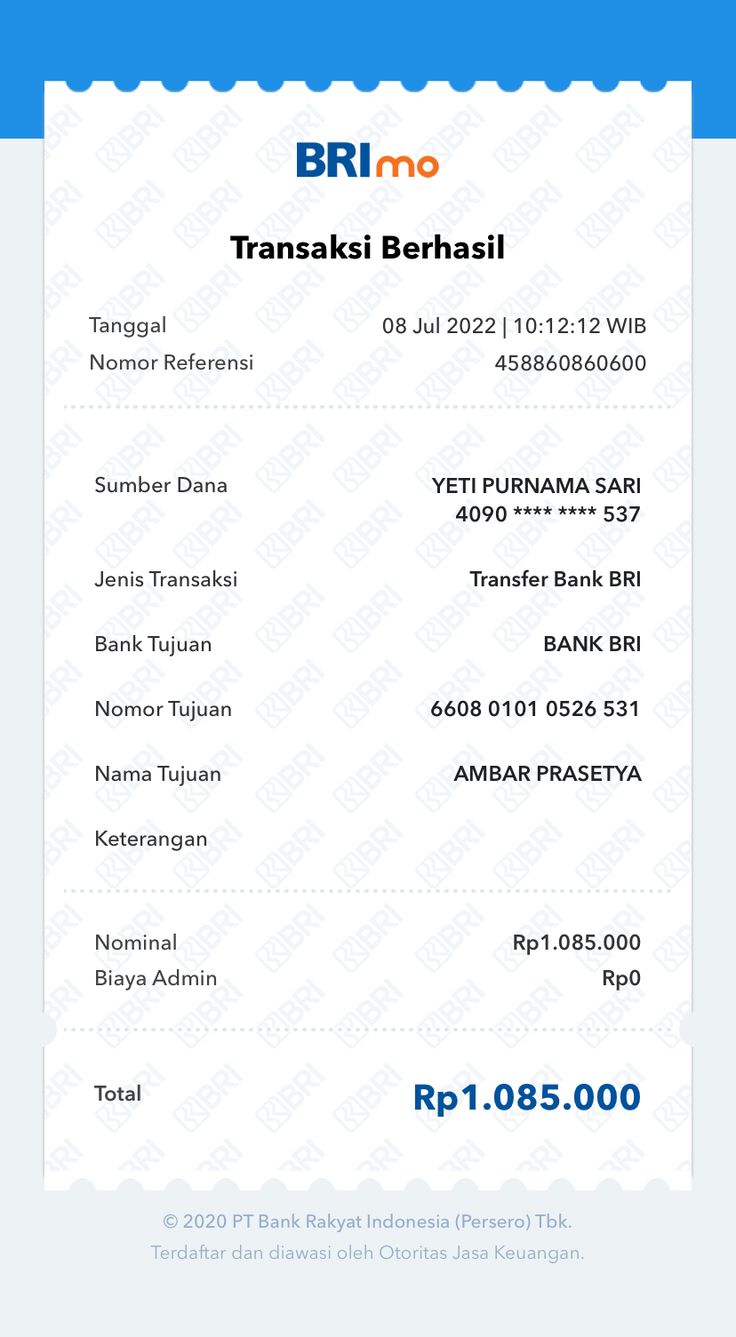 BRImo
Transaksi Berhasil
Tanggal 08 Jul 2022 | 10:12:12 WIB
Nomor Referensi 458860860600
Sumber Dana YETI PURNAMA SARI
4090 **** **** 537
Jenis Transaksi Transfer Bank BRI
Bank Tujuan BANK BRI
Nomor Tujuan 6608 0101 0526 531
Nama Tujuan AMBAR PRASETYA
Keterangan
Nominal Rp1.085.000
Biaya Admin Rp0
Total Rp1.085.000
© 2020 PT Bank Rakyat Indonesia (Persero) Tbk.
Terdaftar dan diawasi oleh Otoritas Jasa Keuangan.